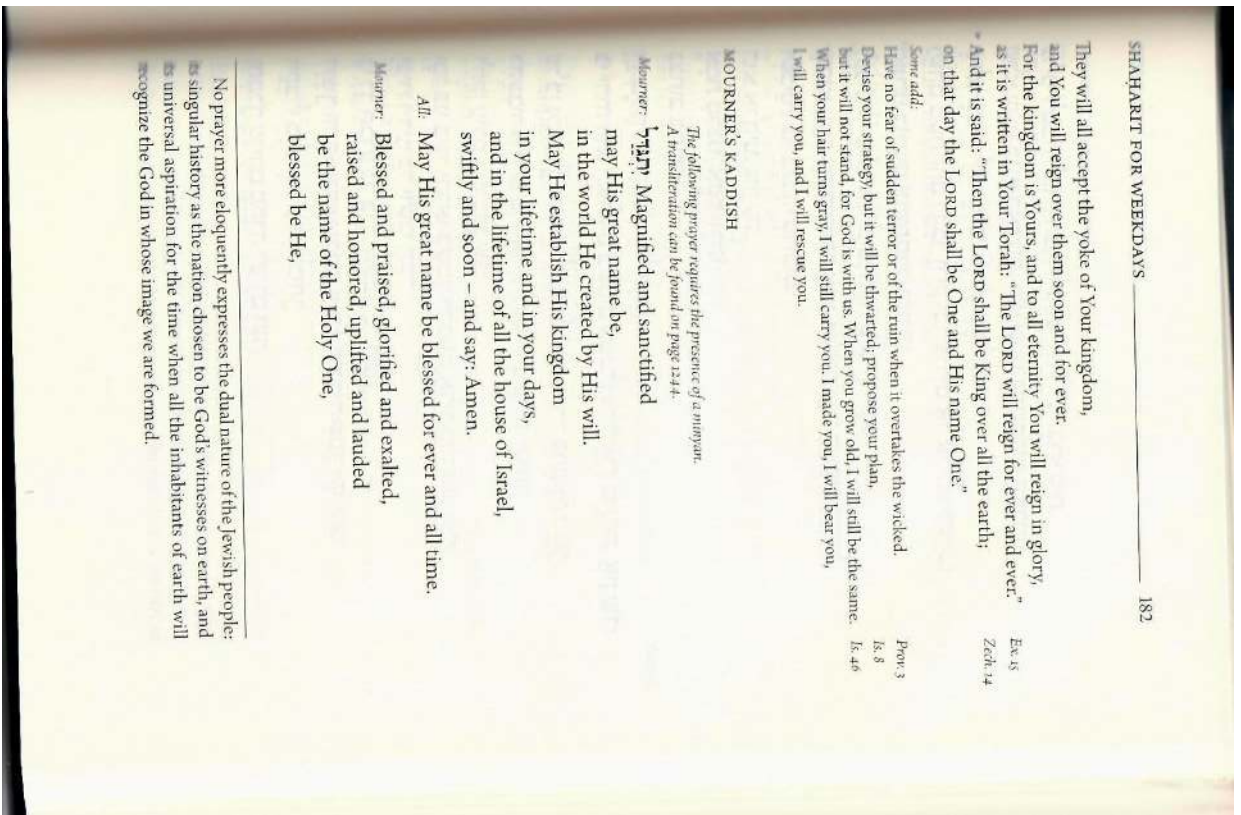 SHAḤARIT FOR WEEKDAYS 182
They will all accept the yoke of Your kingdom,
and You will reign over them soon and for ever.
For the kingdom is Yours, and to all eternity You will reign in glory,
as it is written in Your Torah: “The LORD will reign for ever and ever.” Ex. 15
* And it is said: “Then the LORD shall be King over all the earth; Zech. 14
on that day the LORD shall be One and His name One.”
Some add:
Have no fear of sudden terror or of the ruin when it overtakes the wicked. Prov. 3
Devise your strategy, but it will be thwarted; propose your plan, Is. 8
but it will not stand, for God is with us. When you grow old, I will still be the same. Is. 46
When your hair turns gray, I will still carry you. I made you, I will bear you,
I will carry you, and I will rescue you.
MOURNER’S KADDISH
The following prayer requires the presence of a minyan.
A transliteration can be found on page 1244.
Mourner: יִתְגַּדַּל Magnified and sanctified
may His great name be,
in the world He created by His will.
May He establish His kingdom
in your lifetime and in your days,
and in the lifetime of all the house of Israel,
swiftly and soon – and say: Amen.
All: May His great name be blessed for ever and all time.
Mourner: Blessed and praised, glorified and exalted,
raised and honored, uplifted and lauded
be the name of the Holy One,
blessed be He,
No prayer more eloquently expresses the dual nature of the Jewish people:
its singular history as the nation chosen to be God’s witnesses on earth, and
its universal aspiration for the time when all the inhabitants of earth will
recognize the God in whose image we are formed.